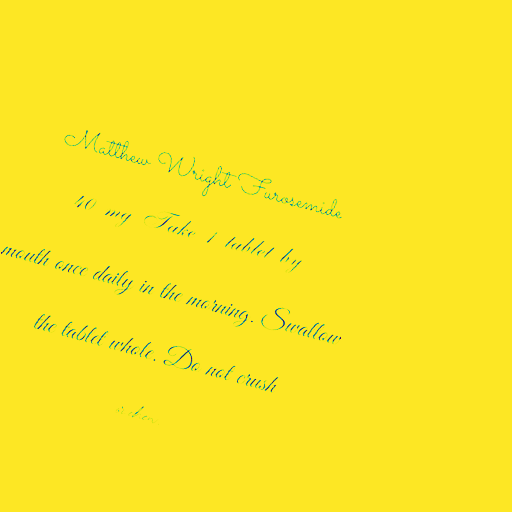 Matthew Wright Furosemide
40 mg Take 1 tablet by
mouth once daily in the morning. Swallow
the tablet whole. Do not crush